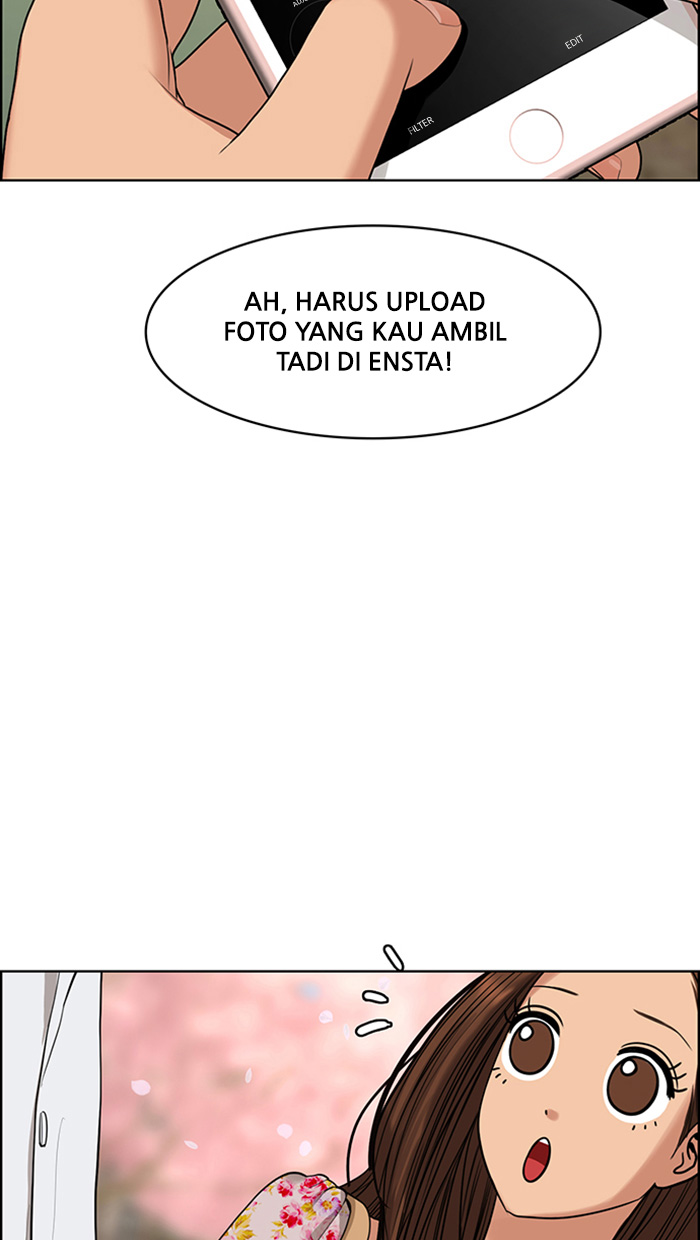 EDIT
FILTER
AH, HARUS UPLOAD
FOTO YANG KAU AMBIL
TADI DI ENSTA!